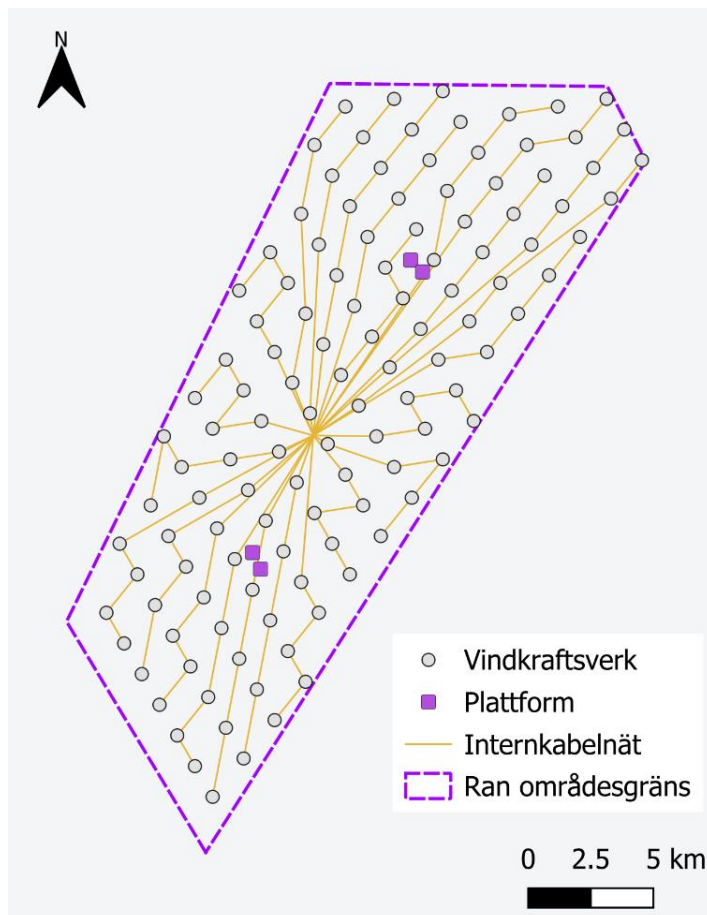 N
Vindkraftsverk
Plattform
Internkabelnät
Ran områdesgräns
0 2.5 5 km